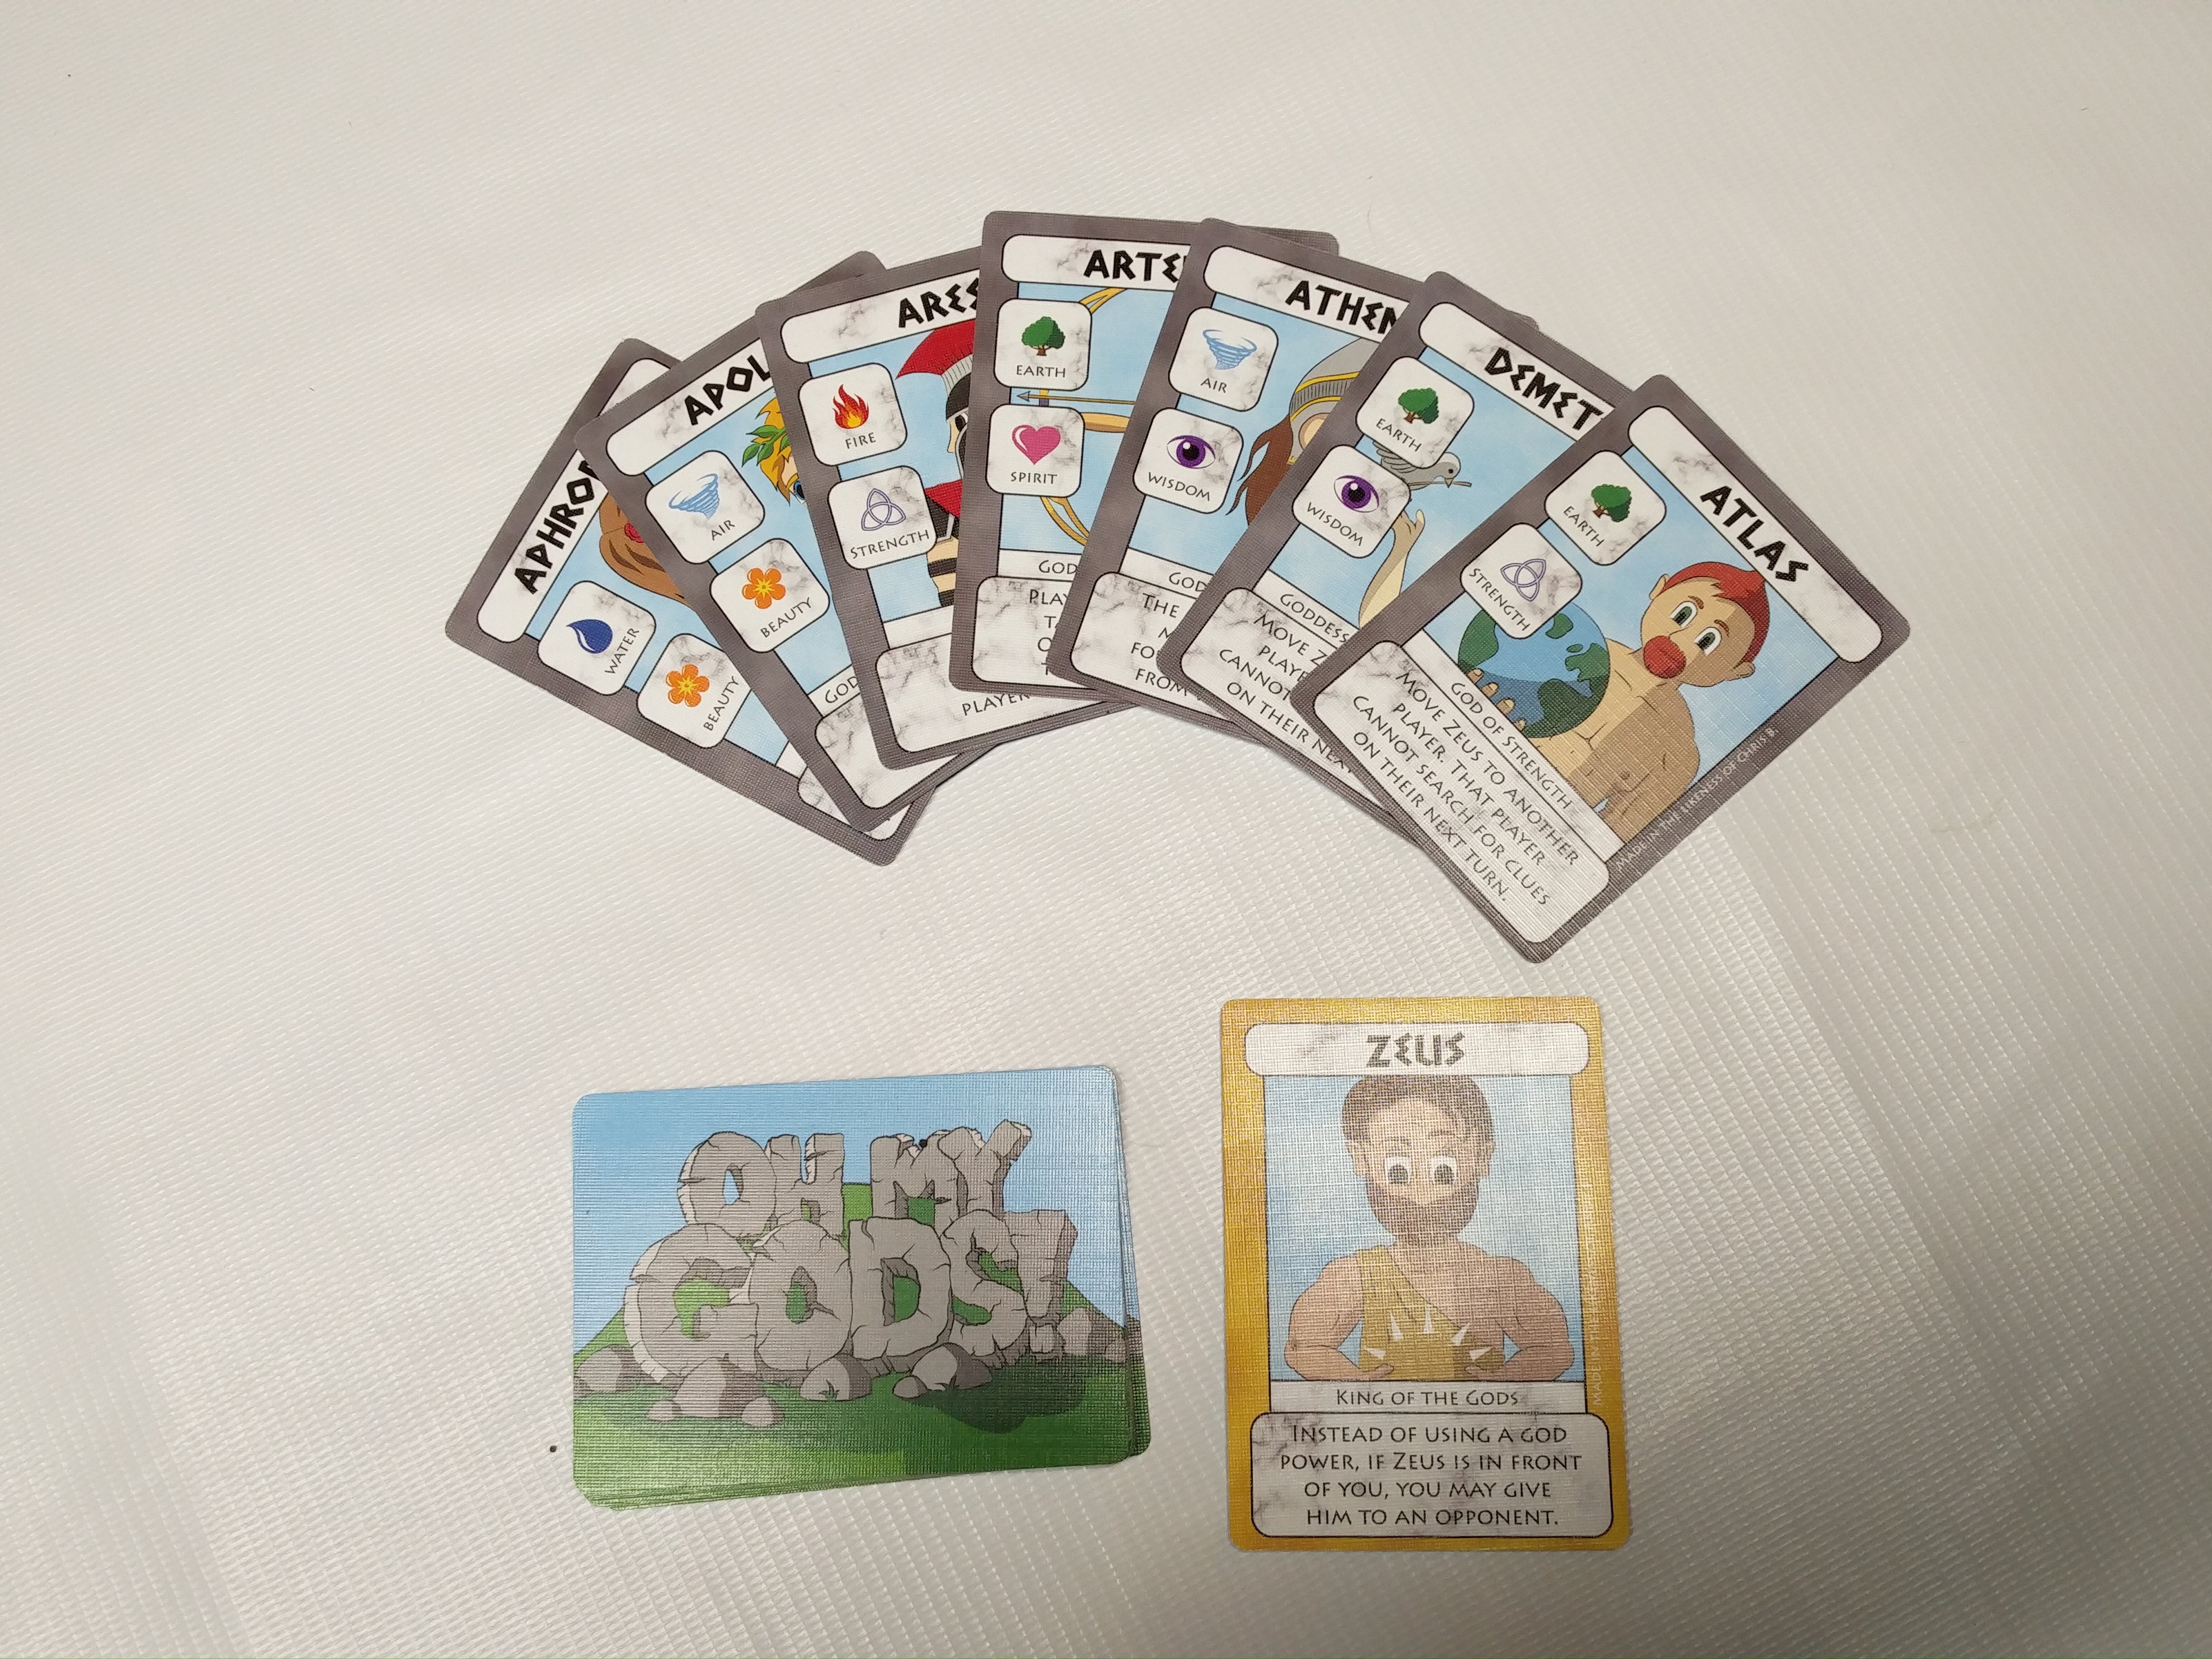 APHROD
WATER
BEAUTY
APOL
AIR
BEAUTY
GOD
ARES
FIRE
STRENGTH
PLAYER
ARTE
EARTH
SPIRIT
GOD
PLAY
ATHEN
AIR
WISDOM
GOD
THE
FO
FROM
DEMET
EARTH
WISDOM
GODDESS
MOVE Z
PLAYE
CANNOT
ON THEIR NEXT
ATLAS
EARTH
STRENGTH
GOD OF STRENGTH
MOVE ZEUS TO ANOTHER
PLAYER. THAT PLAYER
CANNOT SEARCH FOR CLUES
ON THEIR NEXT TURN.
MADE IN THE LIKENESS OF CHRIS B.
OH MY
GODS!
ZEUS
KING OF THE GODS
INSTEAD OF USING A GOD
POWER, IF ZEUS IS IN FRONT
OF YOU, YOU MAY GIVE
HIM TO AN OPPONENT.